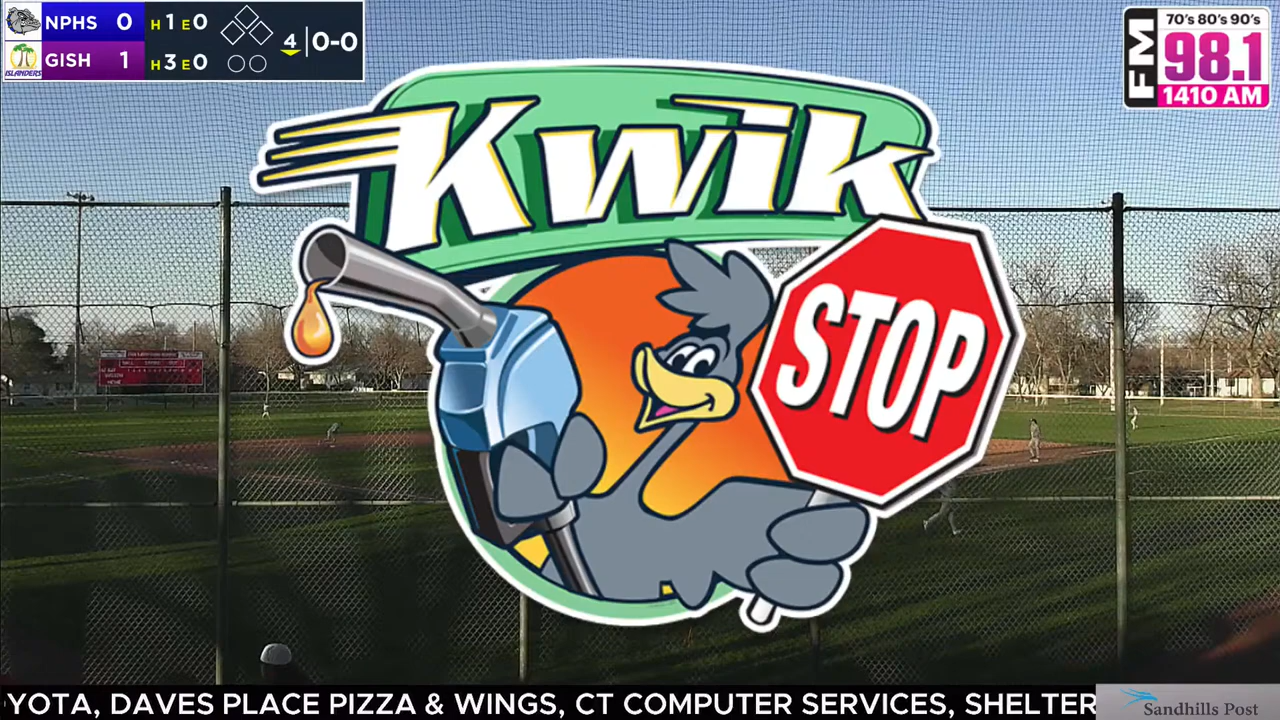 NPHS 0 H 1 E 0
GISH 1 H 3 E 0
4 0-0
ISLANDERS
70's 80's 90's
FM 98.1
1410 AM
Kwik
STOP
YOTA, DAVES PLACE PIZZA & WINGS, CT COMPUTER SERVICES, SHELTER
Sandhills Post